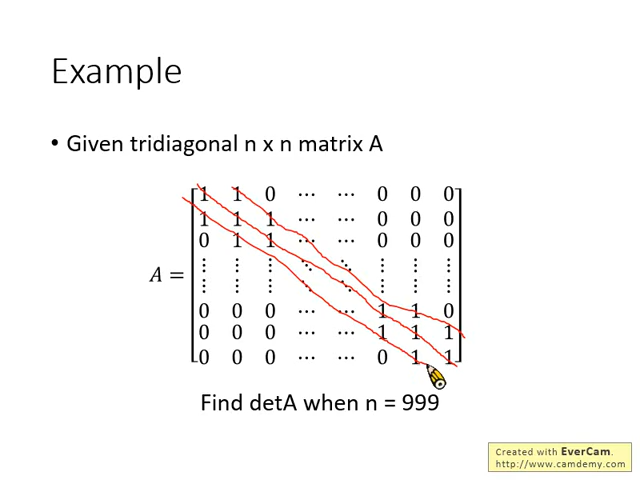 Example
• Given tridiagonal n x n matrix A
1 1 0 ⋯ ⋯ 0 0 0
1 1 1 ⋯ ⋯ 0 0 0
0 1 1 ⋯ ⋯ 0 0 0
⋮ ⋮ ⋮ ⋱ ⋱ ⋮ ⋮ ⋮
A = ⋮ ⋮ ⋮ ⋱ ⋱ ⋮ ⋮ ⋮
0 0 0 ⋯ ⋯ 1 1 0
0 0 0 ⋯ ⋯ 1 1 1
0 0 0 ⋯ ⋯ 0 1 1
Find detA when n = 999
Created with EverCam.
http://www.camdemy.com